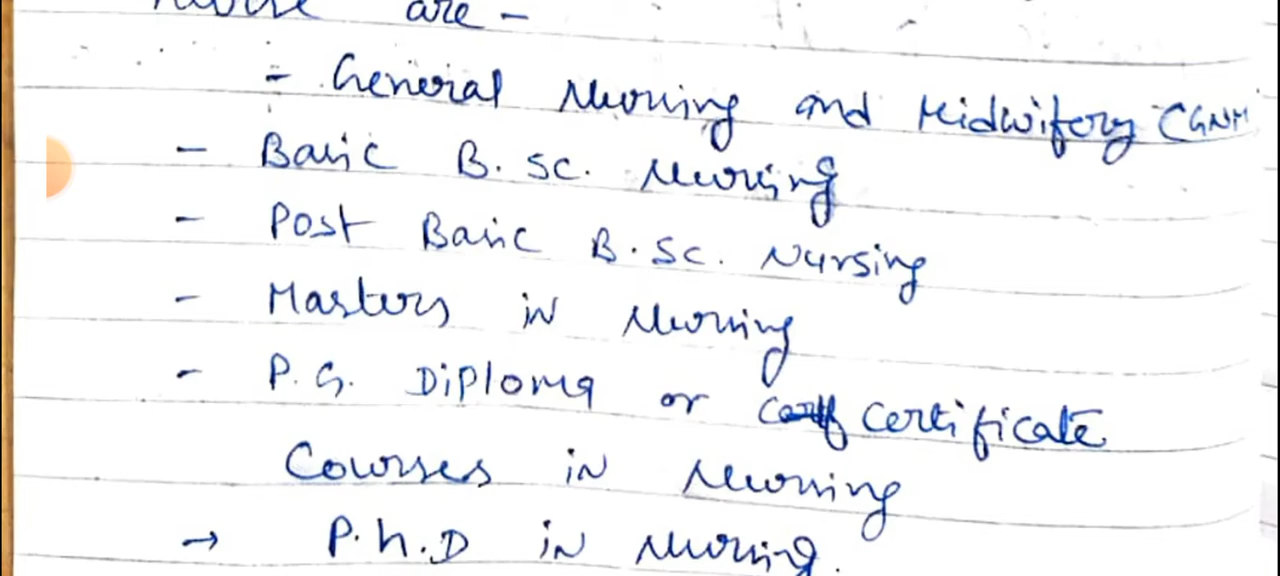 are -
- General Nursing and Midwifery (GNM
- Basic B. Sc. Nursing
- Post Basic B. Sc. Nursing
- Masters in Nursing
- P. G. Diploma or Certificate
Courses in Nursing
→ P.h.D in Nursing.